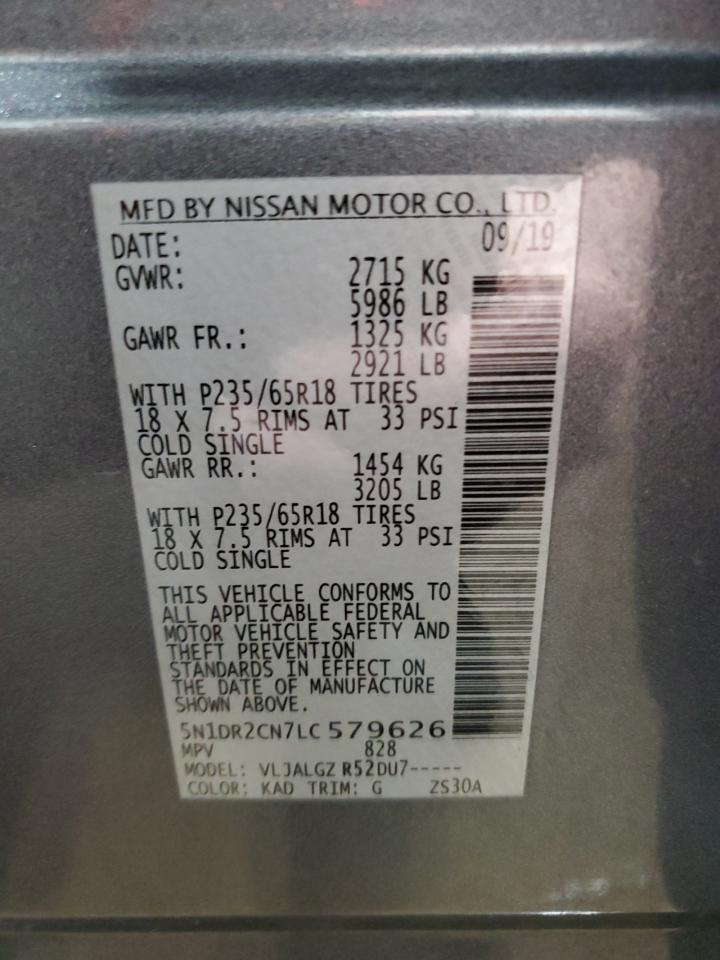 MFD BY NISSAN MOTOR CO., LTD.
DATE: 09/19
GVWR: 2715 KG
5986 LB
GAWR FR.: 1325 KG
2921 LB
WITH P235/65R18 TIRES
18 X 7.5 RIMS AT 33 PSI
COLD SINGLE
GAWR RR.: 1454 KG
3205 LB
WITH P235/65R18 TIRES
18 X 7.5 RIMS AT 33 PSI
COLD SINGLE
THIS VEHICLE CONFORMS TO
ALL APPLICABLE FEDERAL
MOTOR VEHICLE SAFETY AND
THEFT PREVENTION
STANDARDS IN EFFECT ON
THE DATE OF MANUFACTURE
SHOWN ABOVE.
5N1DR2CN7LC579626
MPV 828
MODEL: VLJALGZ R52DU7-----
COLOR: KAD TRIM: G ZS30A